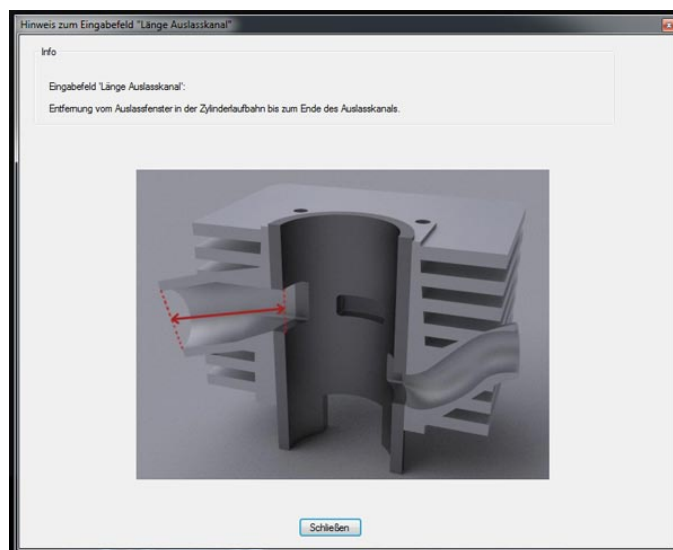 Hinweis zum Eingabefeld "Länge Auslasskanal"
Info
Eingabefeld 'Länge Auslasskanal':
Entfernung vom Auslassfenster in der Zylinderlaufbahn bis zum Ende des Auslasskanals.
Schließen